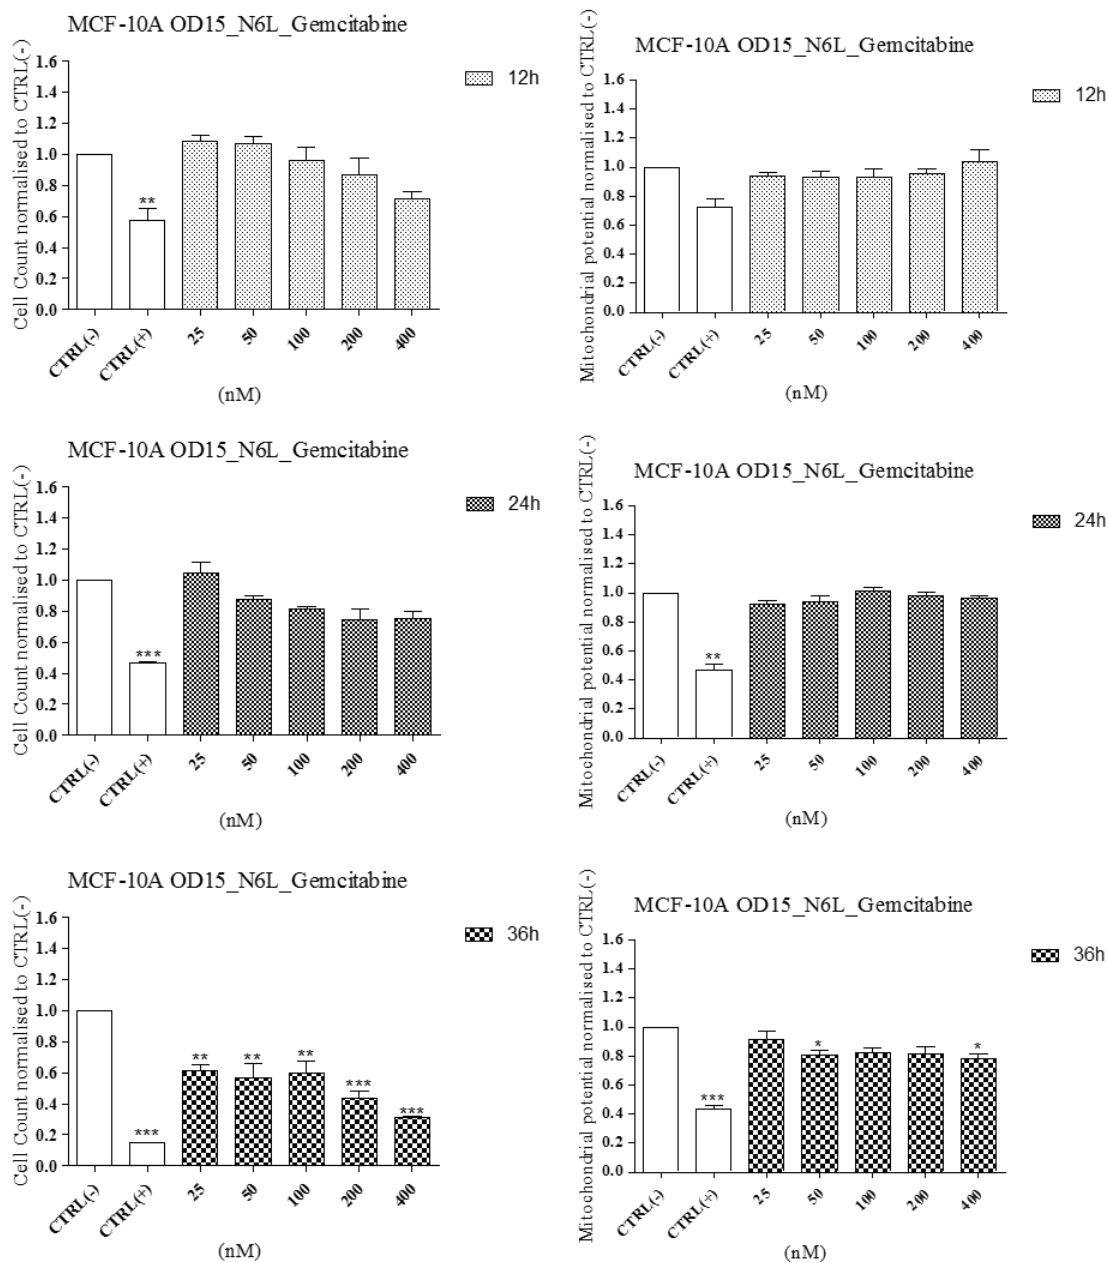 MCF-10A OD15_N6L_Gemcitabine
Cell Count normalised to CTRL(-)
1.6
1.4
1.2
1.0
0.8
0.6
0.4
0.2
0.0
**
12h
CTRL(-) CTRL(+) 25 50 100 200 400
(nM)
MCF-10A OD15_N6L_Gemcitabine
Mitochondrial potential normalised to CTRL(-)
1.6
1.4
1.2
1.0
0.8
0.6
0.4
0.2
0.0
12h
CTRL(-) CTRL(+) 25 50 100 200 400
(nM)
MCF-10A OD15_N6L_Gemcitabine
Cell Count normalised to CTRL(-)
1.6
1.4
1.2
1.0
0.8
0.6
0.4
0.2
0.0
***
24h
CTRL(-) CTRL(+) 25 50 100 200 400
(nM)
MCF-10A OD15_N6L_Gemcitabine
Mitochondrial potential normalised to CTRL(-)
1.6
1.4
1.2
1.0
0.8
0.6
0.4
0.2
0.0
**
24h
CTRL(-) CTRL(+) 25 50 100 200 400
(nM)
MCF-10A OD15_N6L_Gemcitabine
Cell Count normalised to CTRL(-)
1.6
1.4
1.2
1.0
0.8
0.6
0.4
0.2
0.0
*** ** ** ** *** ***
36h
CTRL(-) CTRL(+) 25 50 100 200 400
(nM)
MCF-10A OD15_N6L_Gemcitabine
Mitochondrial potential normalised to CTRL(-)
1.6
1.4
1.2
1.0
0.8
0.6
0.4
0.2
0.0
*** * *
36h
CTRL(-) CTRL(+) 25 50 100 200 400
(nM)